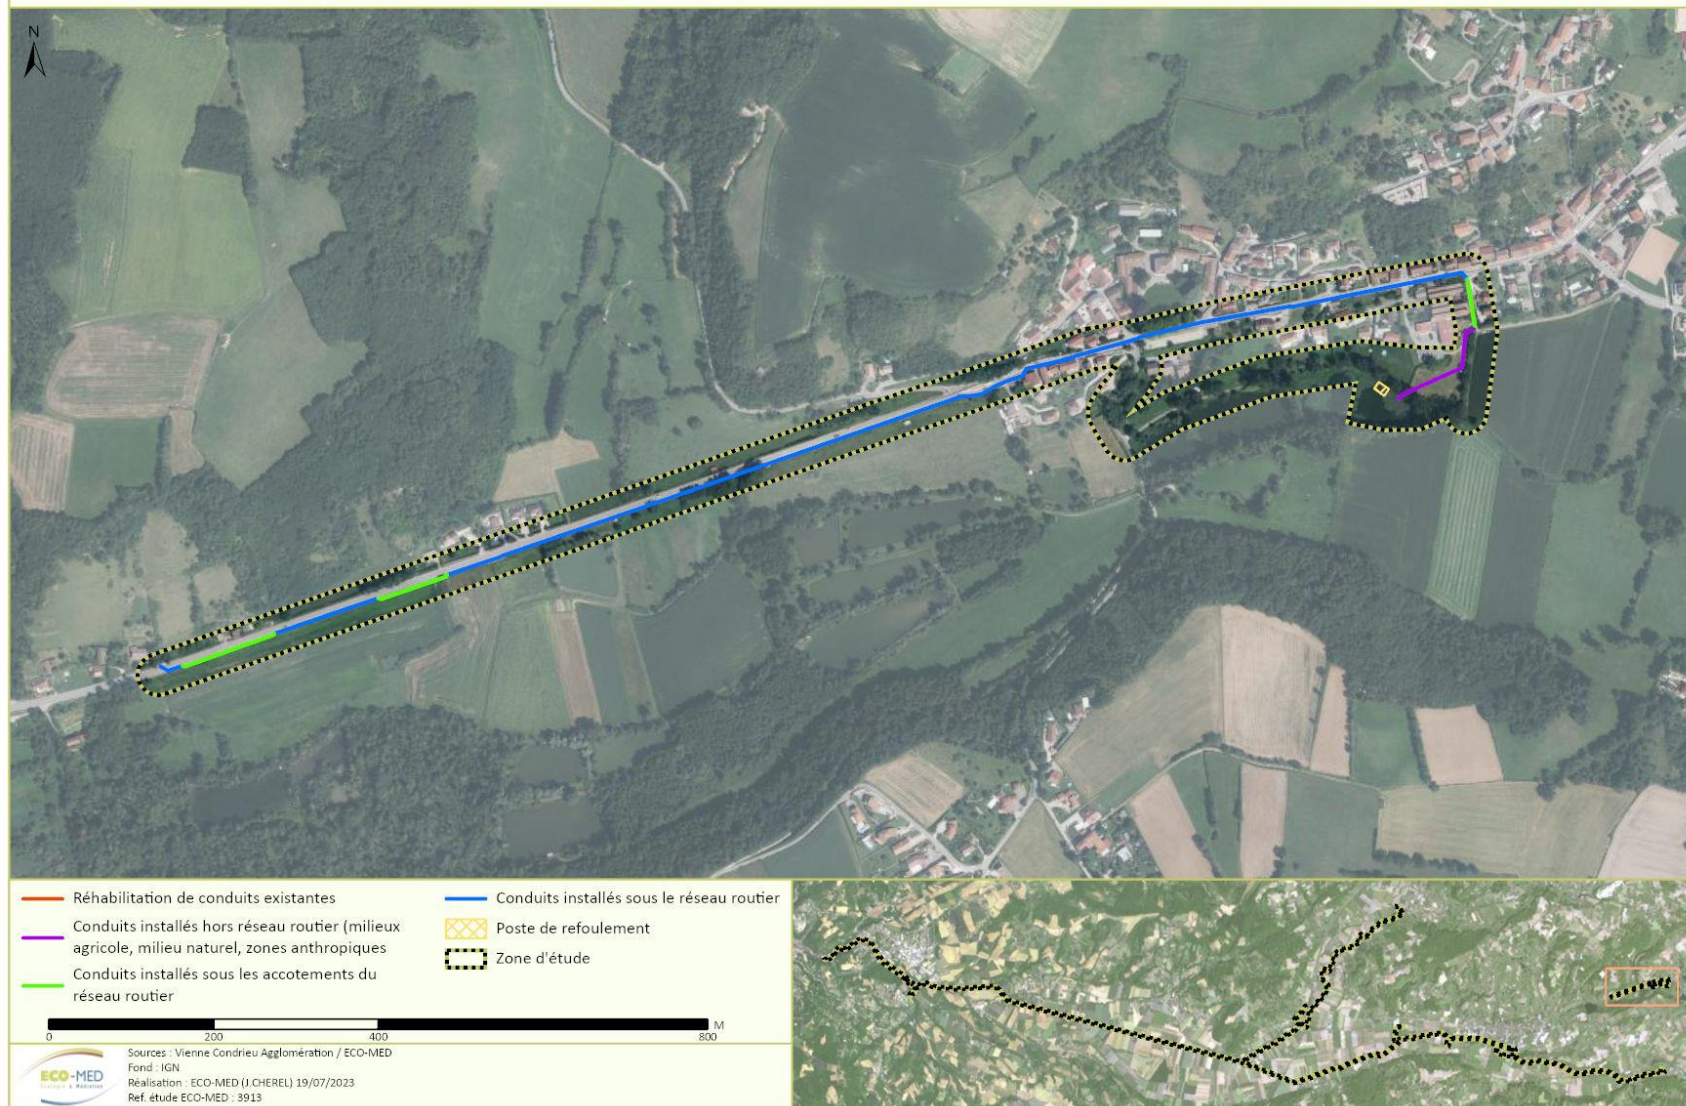 N
Réhabilitation de conduits existantes
Conduits installés hors réseau routier (milieux
agricole, milieu naturel, zones anthropiques
Conduits installés sous les accotements du
réseau routier
Conduits installés sous le réseau routier
Poste de refoulement
Zone d'étude
0 200 400 800 M
ECO-MED
Ecologie & Médiation
Sources : Vienne Condrieu Agglomération / ECO-MED
Fond : IGN
Réalisation : ECO-MED (J.CHEREL) 19/07/2023
Ref. étude ECO-MED : 3913